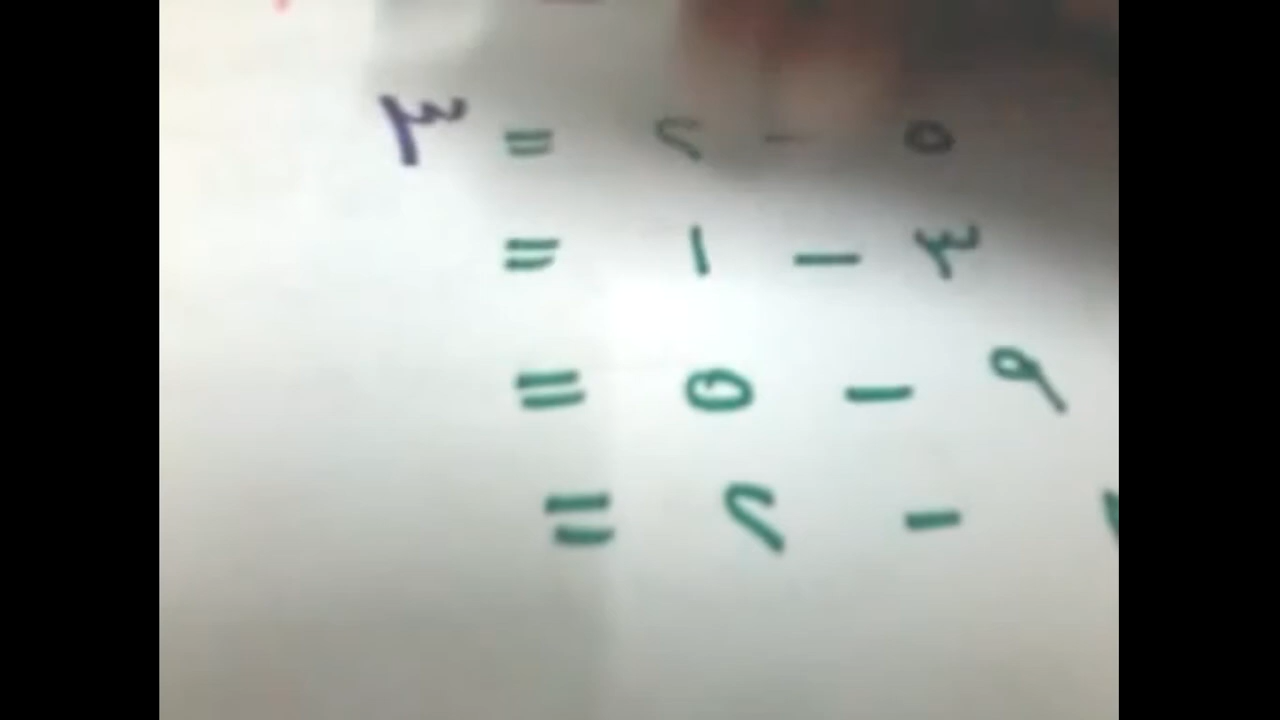 ٥ - ٢ = ٣
٣ - ١ =
٩ - ٥ =
- ٢ =